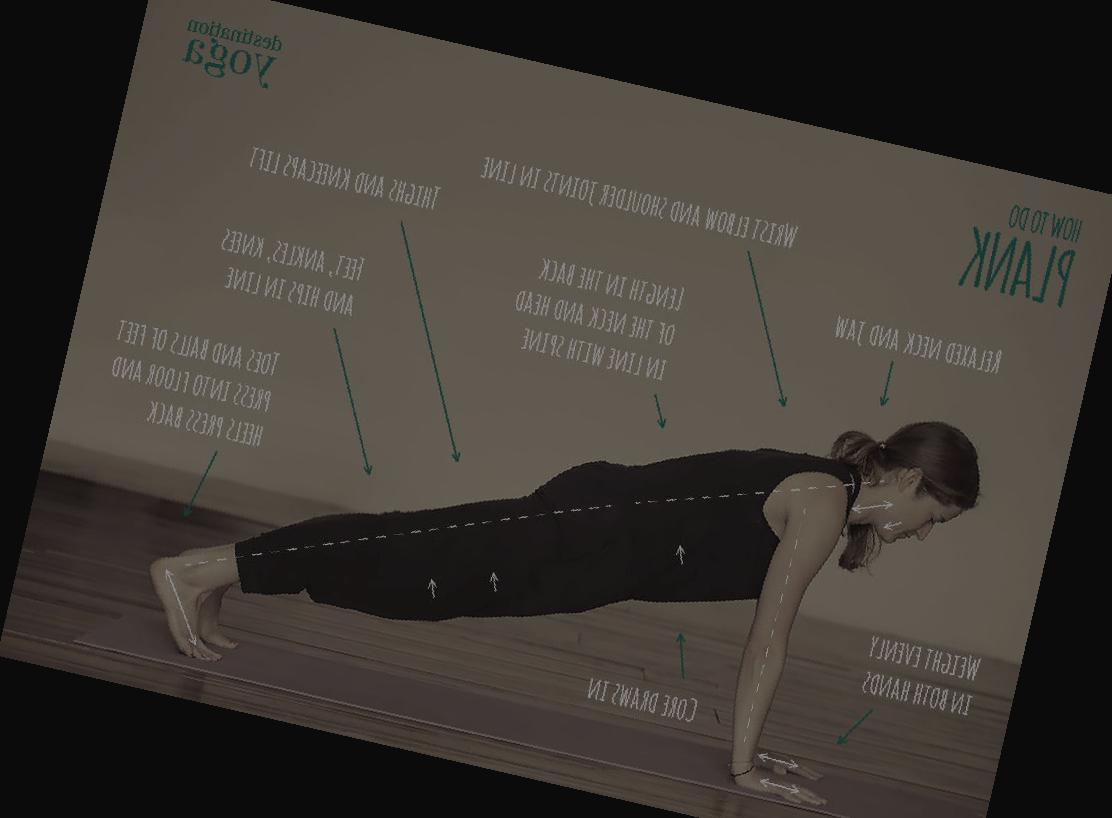 destination
yoga
HOW TO DO
PLANK
THIGHS AND KNEECAPS LIFT
WRIST ELBOW AND SHOULDER JOINTS IN LINE
FEET, ANKLES, KNEES
AND HIPS IN LINE
LENGTH IN THE BACK
OF THE NECK AND HEAD
IN LINE WITH SPINE
RELAXED NECK AND JAW
TOES AND BALLS OF FEET
PRESS INTO FLOOR AND
HEELS PRESS BACK
CORE DRAWS IN
WEIGHT EVENLY
IN BOTH HANDS